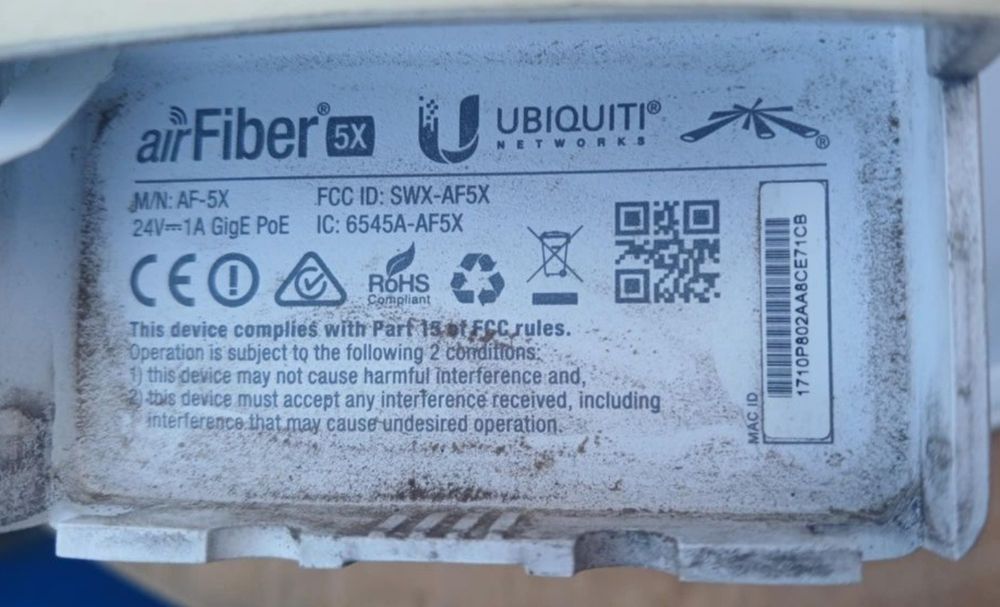 airFiber® 5X
UBIQUITI®
NETWORKS
®
M/N: AF-5X
FCC ID: SWX-AF5X
24V⎓1A GigE PoE
IC: 6545A-AF5X
CE
RoHS
Compliant
This device complies with Part 15 of FCC rules.
Operation is subject to the following 2 conditions:
1) this device may not cause harmful interference and,
2) this device must accept any interference received, including
interference that may cause undesired operation.
MAC ID
1710P802AA8CE71CB